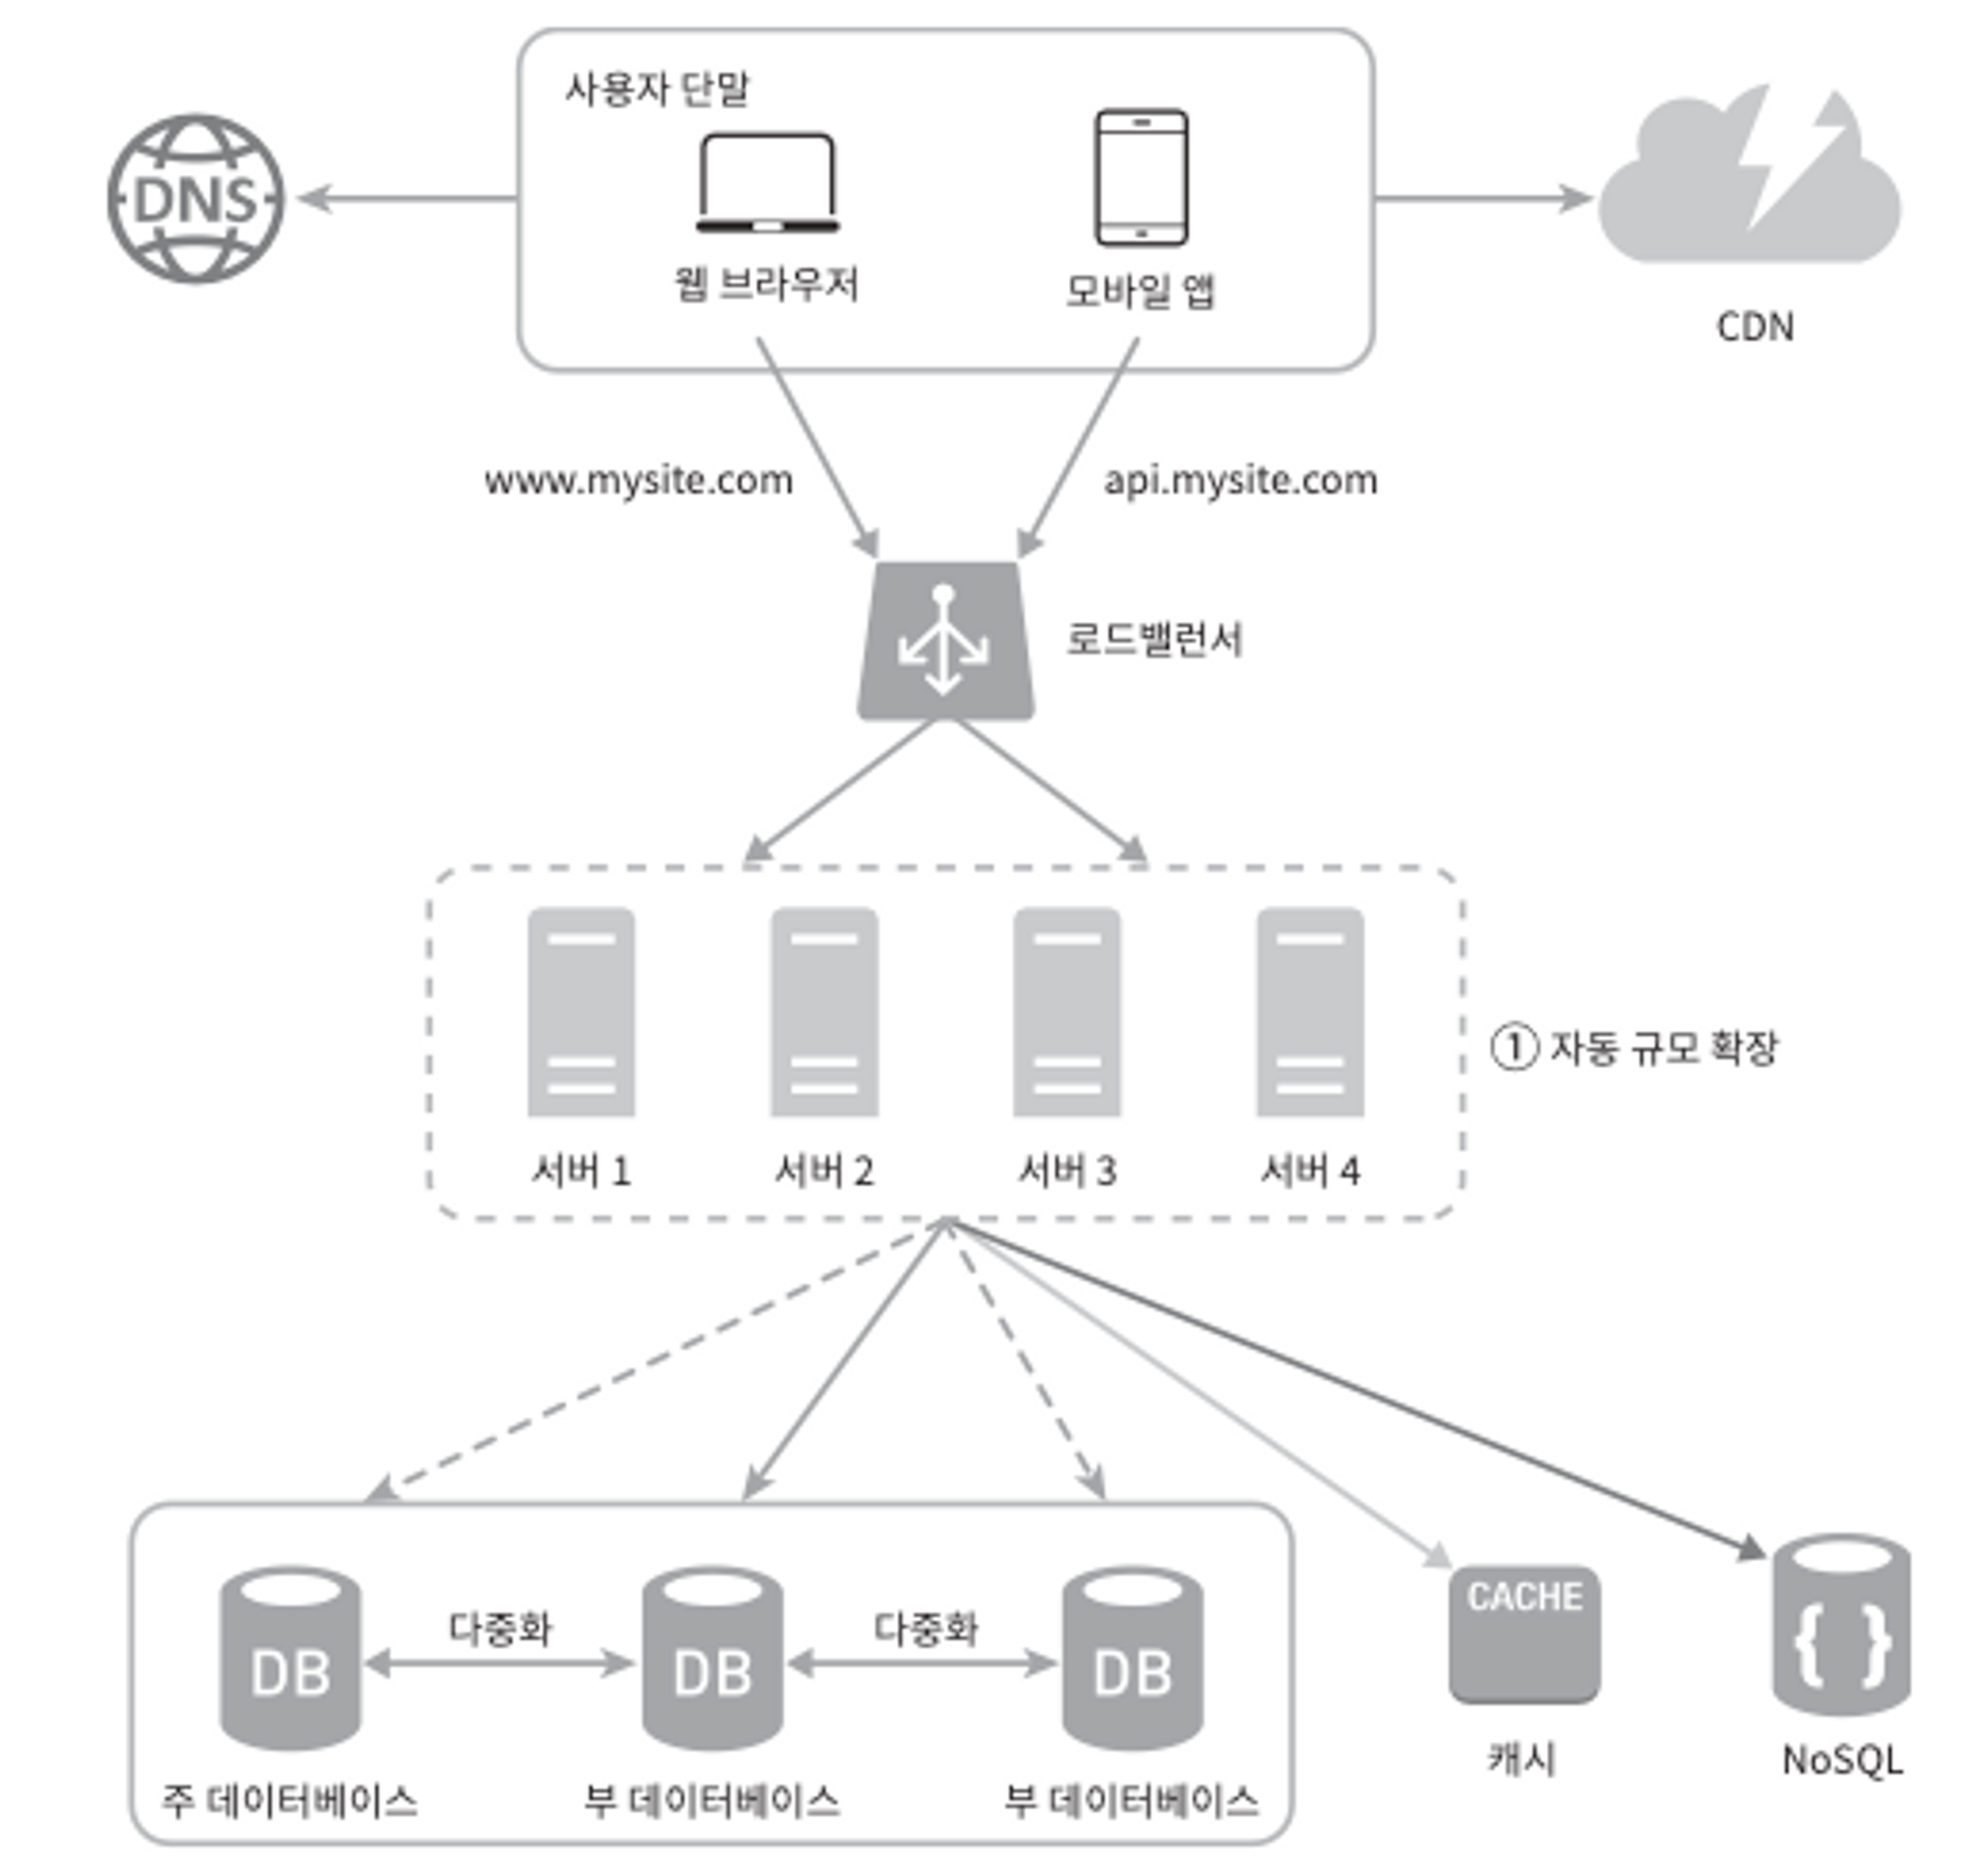 사용자 단말
DNS
웹 브라우저
모바일 앱
CDN
www.mysite.com
api.mysite.com
로드밸런서
① 자동 규모 확장
서버 1
서버 2
서버 3
서버 4
다중화
다중화
DB
DB
DB
CACHE
{ }
주 데이터베이스
부 데이터베이스
부 데이터베이스
캐시
NoSQL